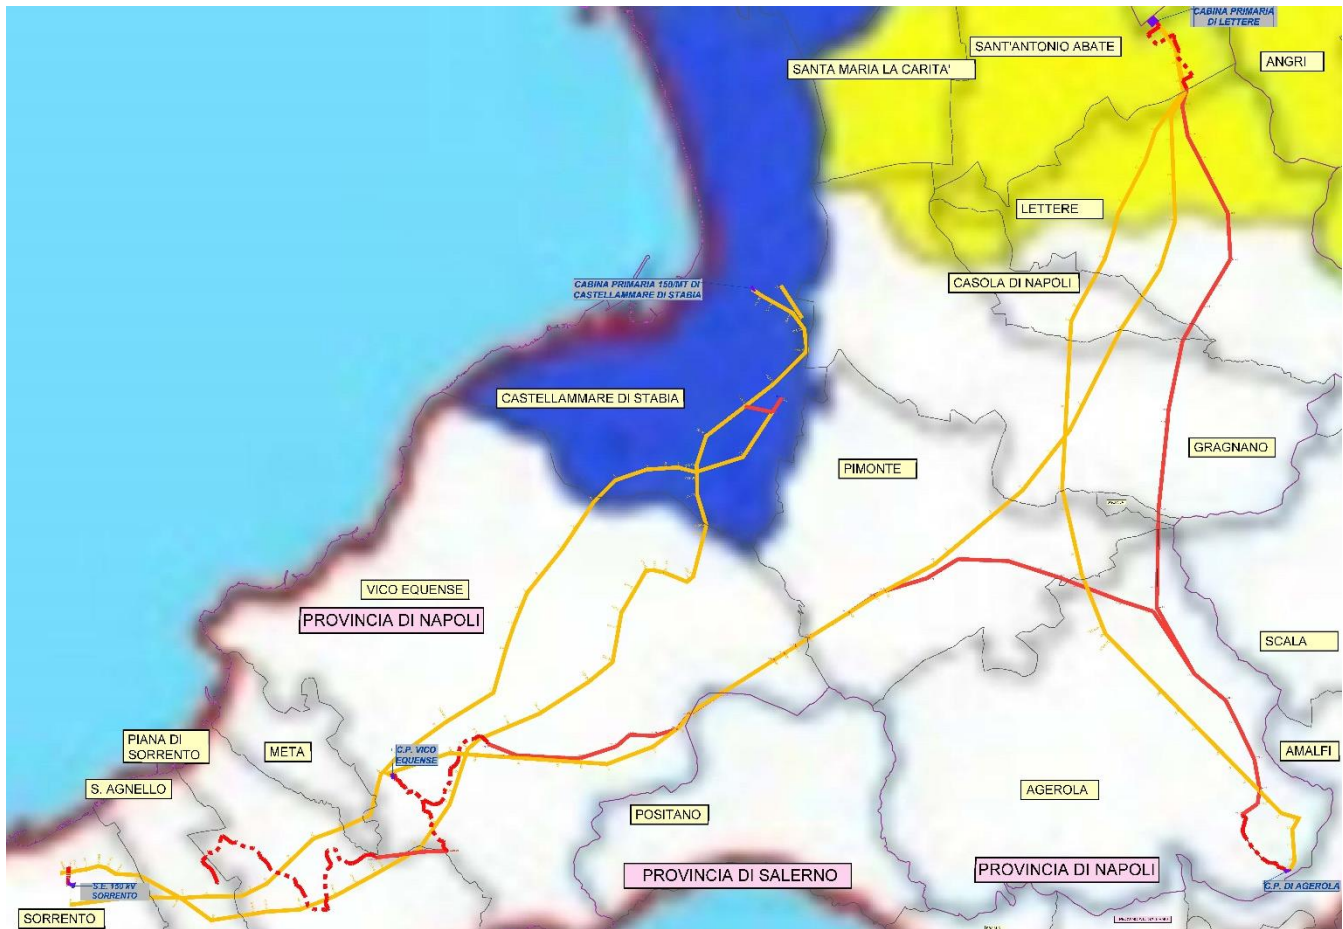 CABINA PRIMARIA
DI LETTERE
SANT'ANTONIO ABATE
SANTA MARIA LA CARITA'
ANGRI
LETTERE
CASOLA DI NAPOLI
CABINA PRIMARIA 150/MT DI
CASTELLAMMARE DI STABIA
CASTELLAMMARE DI STABIA
GRAGNANO
PIMONTE
VICO EQUENSE
PROVINCIA DI NAPOLI
SCALA
PIANA DI
SORRENTO
META
C.P. VICO
EQUENSE
AMALFI
S. AGNELLO
AGEROLA
POSITANO
PROVINCIA DI SALERNO
PROVINCIA DI NAPOLI
S.E. 150 kV
SORRENTO
C.P. DI AGEROLA
SORRENTO